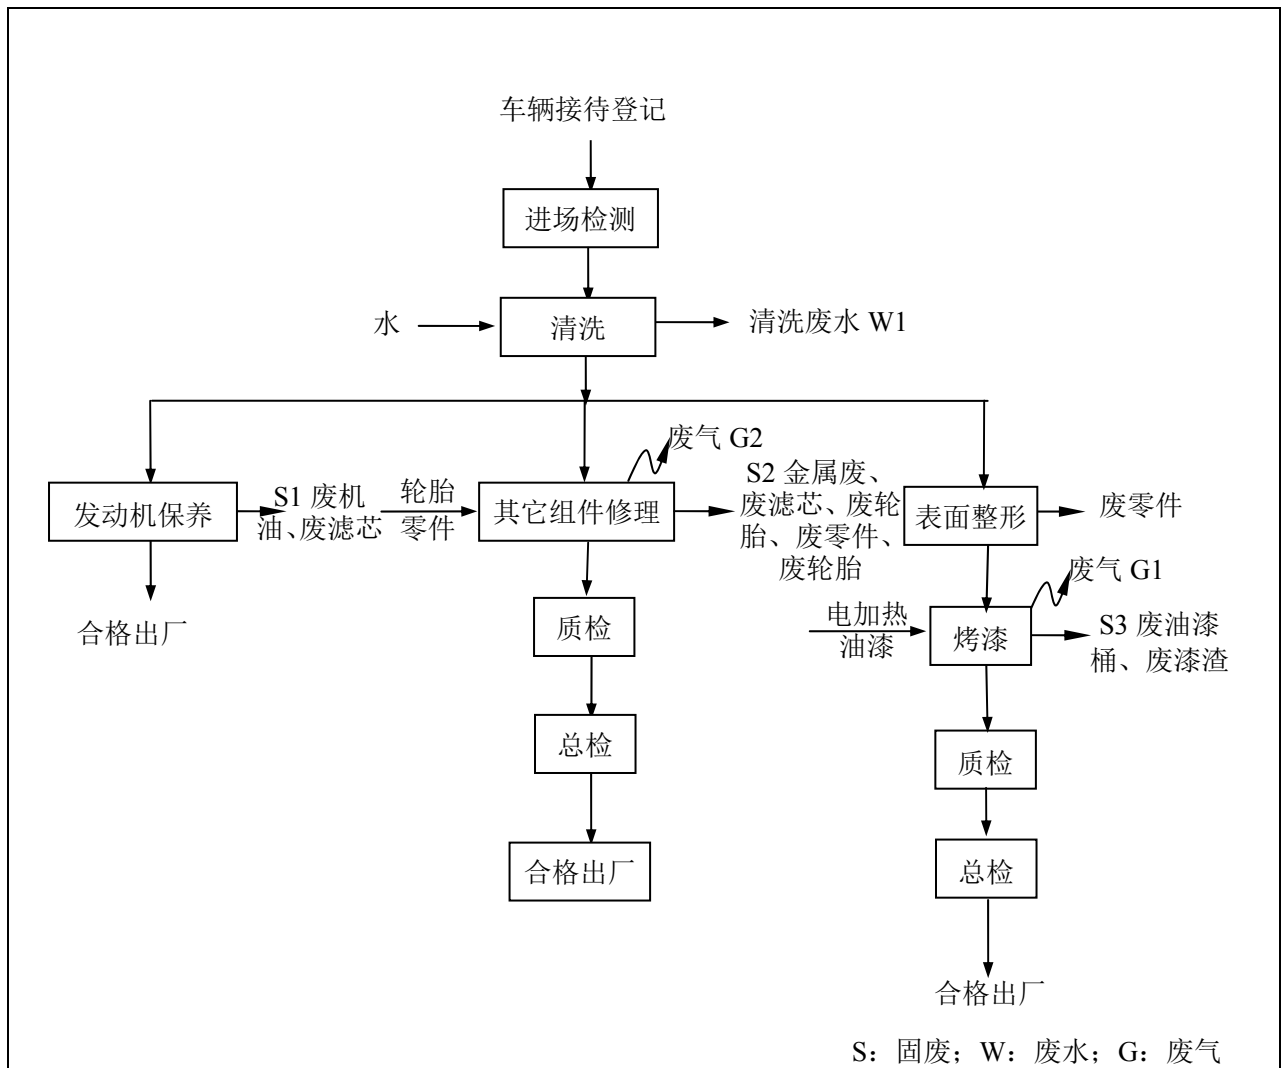 车辆接待登记
进场检测
水
清洗
清洗废水 W1
废气 G2
发动机保养
S1 废机
油、废滤芯
轮胎
零件
其它组件修理
S2 金属废、
废滤芯、废轮
胎、废零件、
废轮胎
表面整形
废零件
合格出厂
质检
总检
合格出厂
电加热
油漆
烤漆
废气 G1
S3 废油漆
桶、废漆渣
质检
总检
合格出厂
S：固废；W：废水；G：废气